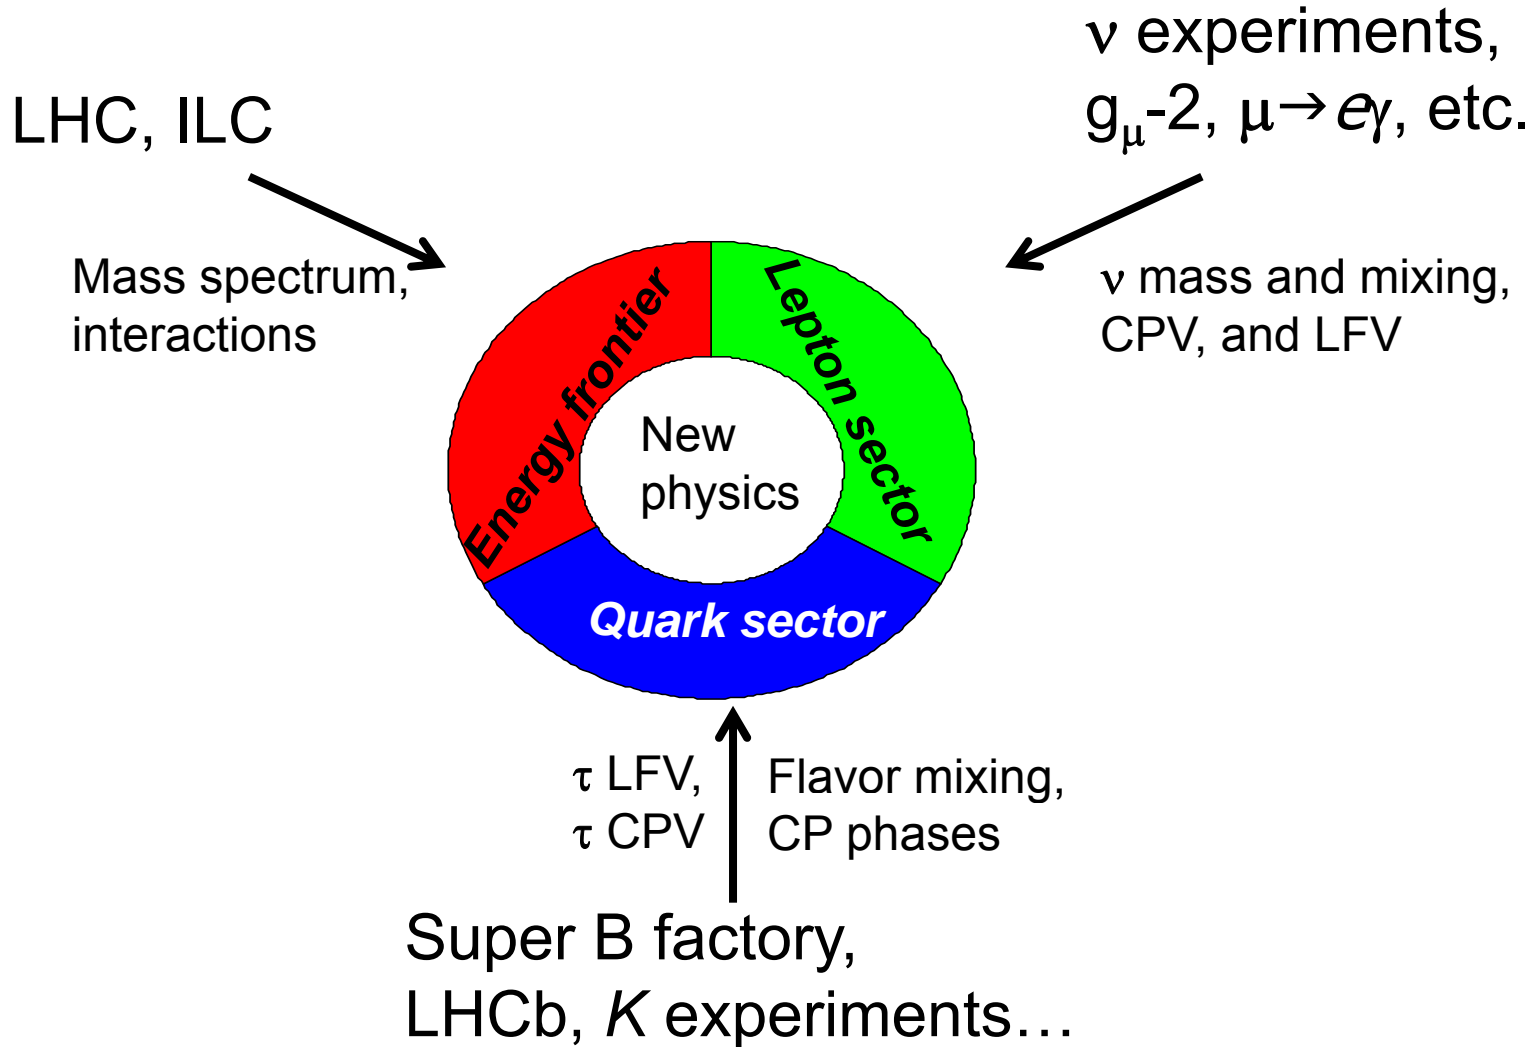 LHC, ILC
ν experiments,
gμ-2, μ→eγ, etc.
Mass spectrum,
interactions
ν mass and mixing,
CPV, and LFV
Energy frontier
Lepton sector
New
physics
Quark sector
τ LFV,
τ CPV
Flavor mixing,
CP phases
Super B factory,
LHCb, K experiments…